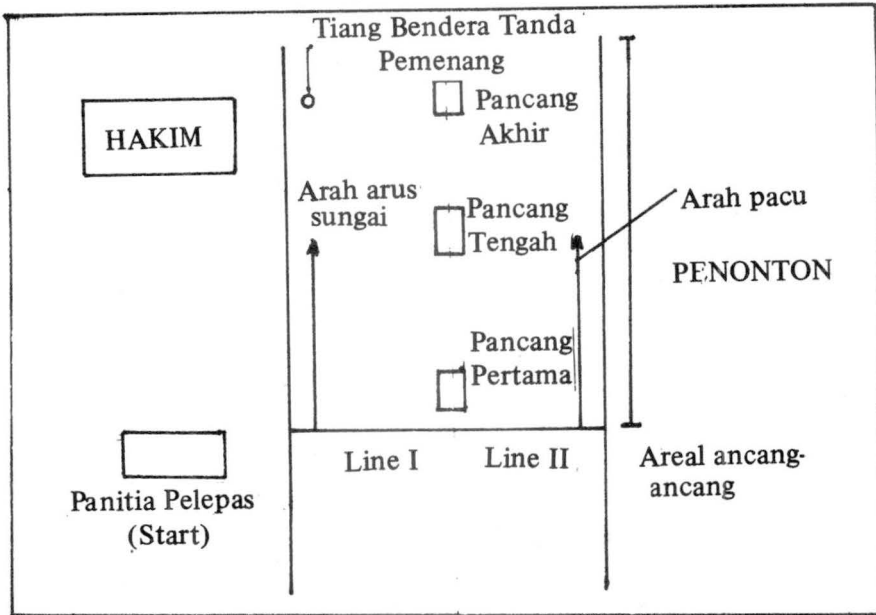 Tiang Bendera Tanda
Pemenang
HAKIM
Pancang
Akhir
Arah arus
sungai
Pancang
Tengah
Arah pacu
PENONTON
Pancang
Pertama
Line I
Line II
Areal ancang-
ancang
Panitia Pelepas
(Start)